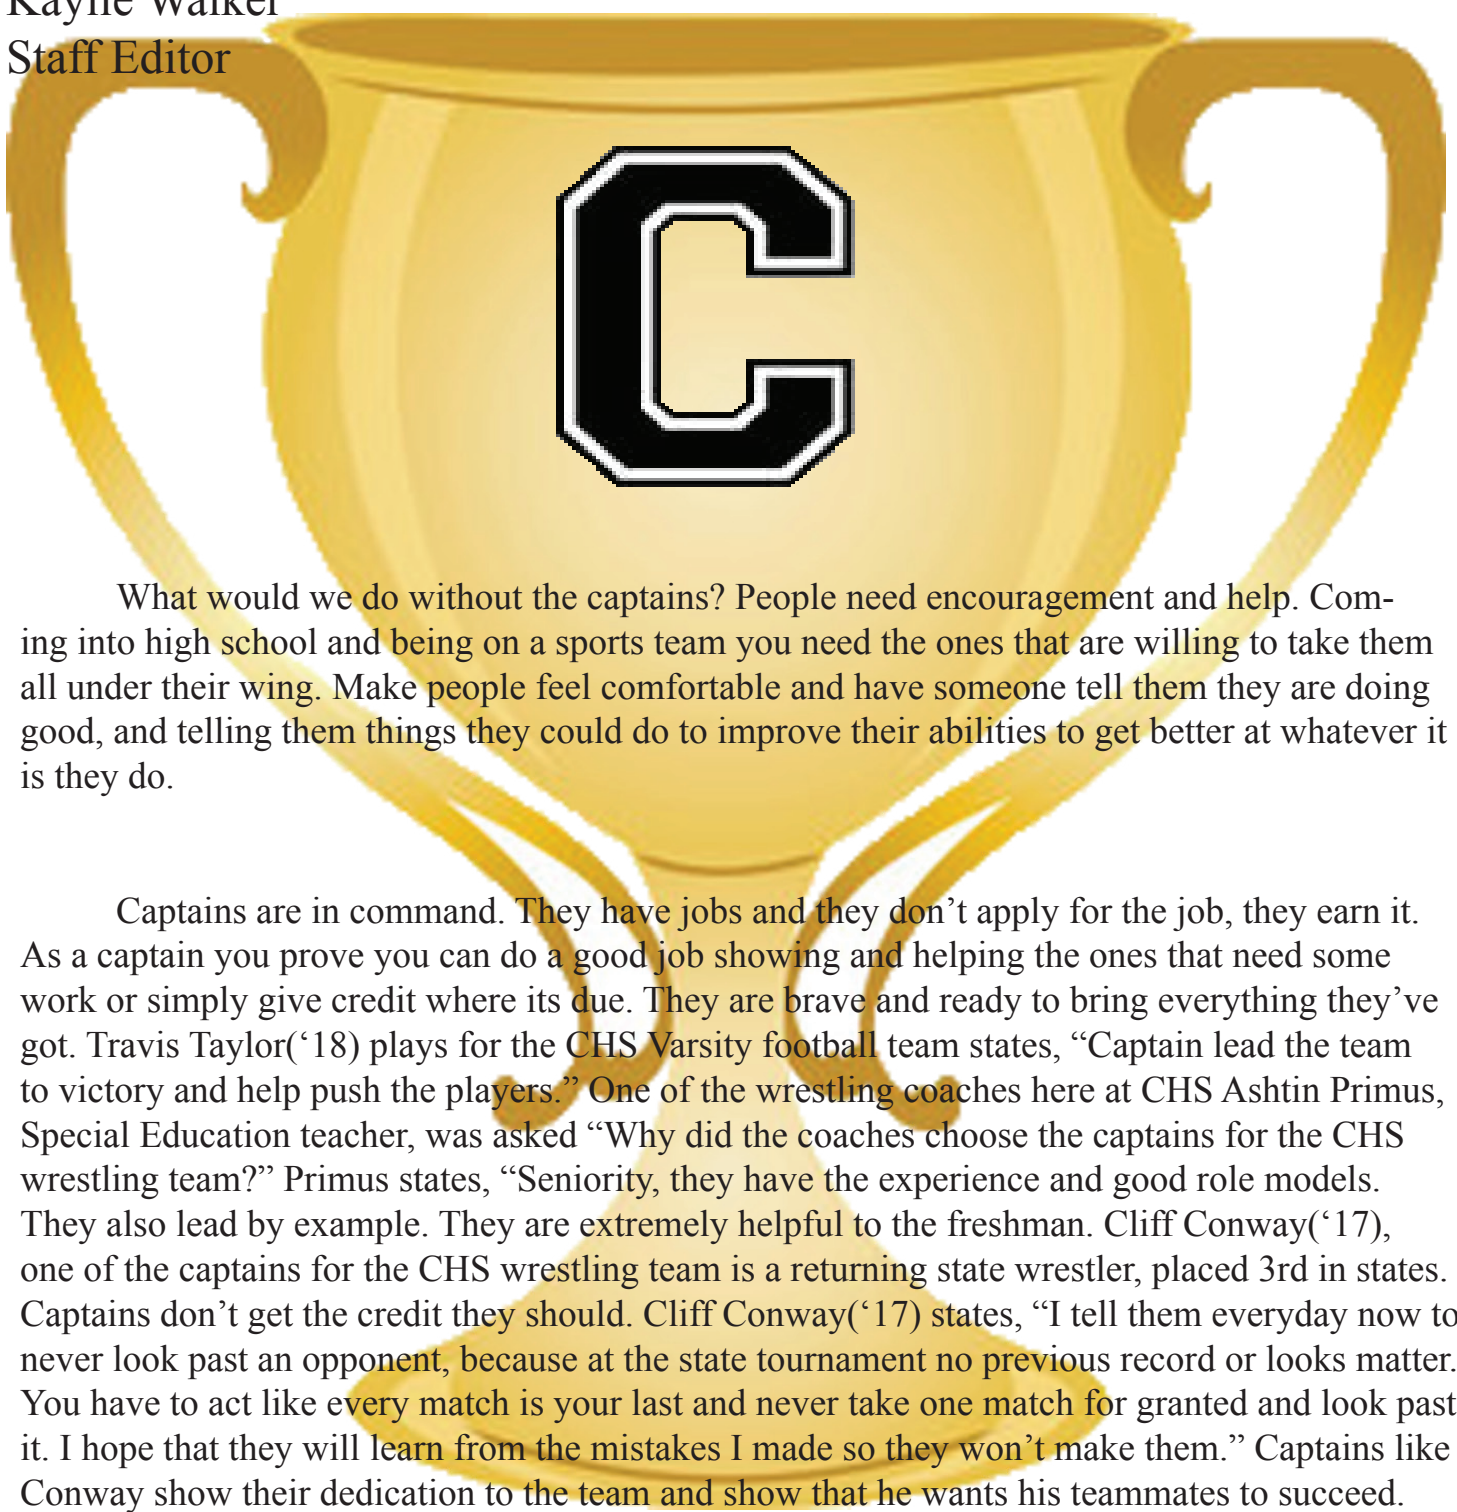 Kaylie Walker
Staff Editor
C
What would we do without the captains? People need encouragement and help. Com-
ing into high school and being on a sports team you need the ones that are willing to take them
all under their wing. Make people feel comfortable and have someone tell them they are doing
good, and telling them things they could do to improve their abilities to get better at whatever it
is they do.
Captains are in command. They have jobs and they don’t apply for the job, they earn it.
As a captain you prove you can do a good job showing and helping the ones that need some
work or simply give credit where its due. They are brave and ready to bring everything they’ve
got. Travis Taylor(‘18) plays for the CHS Varsity football team states, “Captain lead the team
to victory and help push the players.” One of the wrestling coaches here at CHS Ashtin Primus,
Special Education teacher, was asked “Why did the coaches choose the captains for the CHS
wrestling team?” Primus states, “Seniority, they have the experience and good role models.
They also lead by example. They are extremely helpful to the freshman. Cliff Conway(‘17),
one of the captains for the CHS wrestling team is a returning state wrestler, placed 3rd in states.
Captains don’t get the credit they should. Cliff Conway(‘17) states, “I tell them everyday now to
never look past an opponent, because at the state tournament no previous record or looks matter.
You have to act like every match is your last and never take one match for granted and look past
it. I hope that they will learn from the mistakes I made so they won’t make them.” Captains like
Conway show their dedication to the team and show that he wants his teammates to succeed.